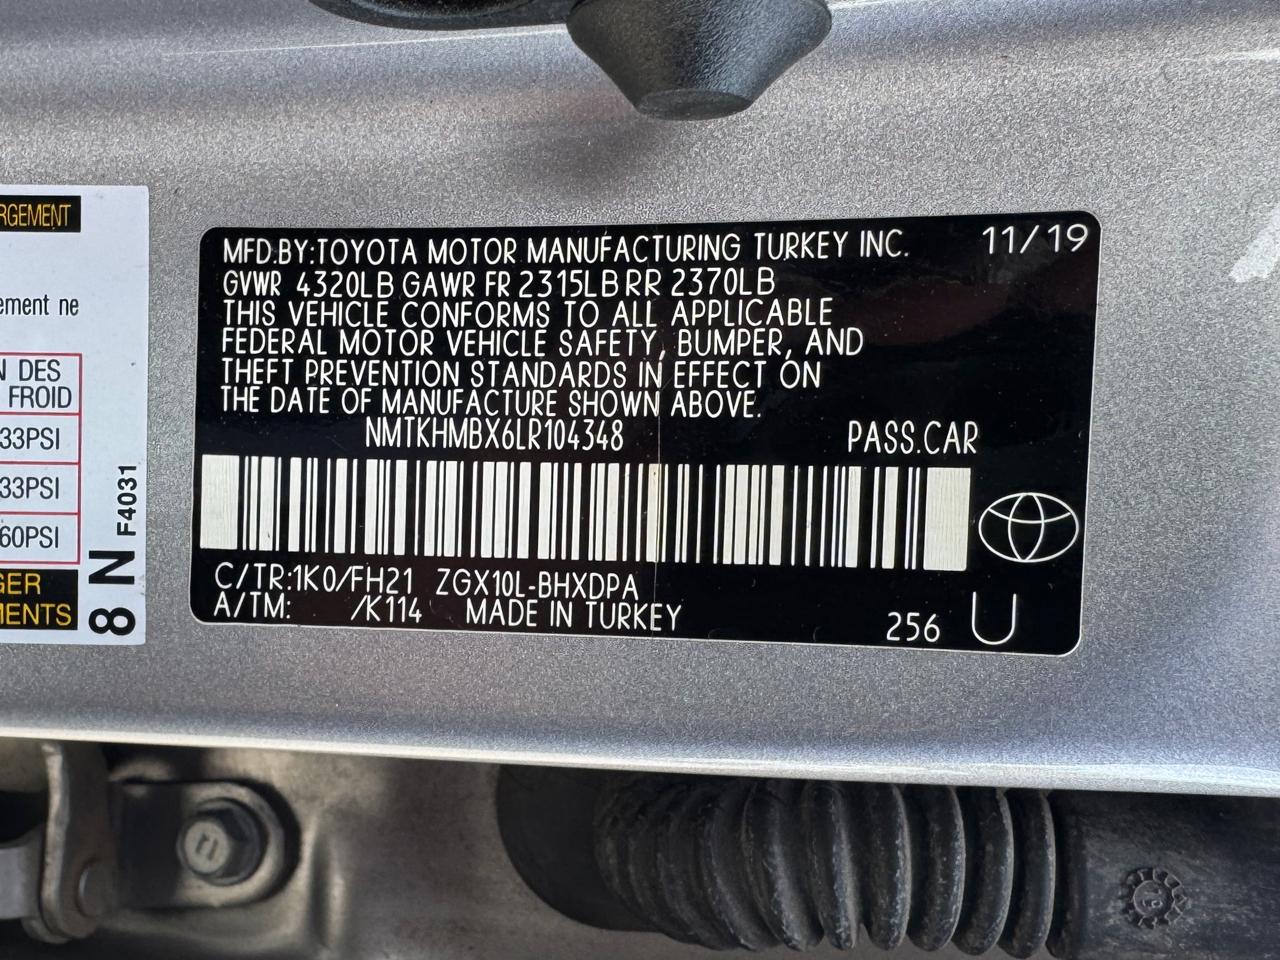 RGEMENT
ement ne
N DES
FROID
33PSI
33PSI
60PSI
GER
MENTS
8 N F4031
MFD.BY:TOYOTA MOTOR MANUFACTURING TURKEY INC. 11/19
GVWR 4320LB GAWR FR 2315LB RR 2370LB
THIS VEHICLE CONFORMS TO ALL APPLICABLE
FEDERAL MOTOR VEHICLE SAFETY, BUMPER, AND
THEFT PREVENTION STANDARDS IN EFFECT ON
THE DATE OF MANUFACTURE SHOWN ABOVE.
NMTKHMBX6LR104348 PASS.CAR
C/TR:1K0/FH21 ZGX10L-BHXDPA
A/TM: /K114 MADE IN TURKEY 256 U